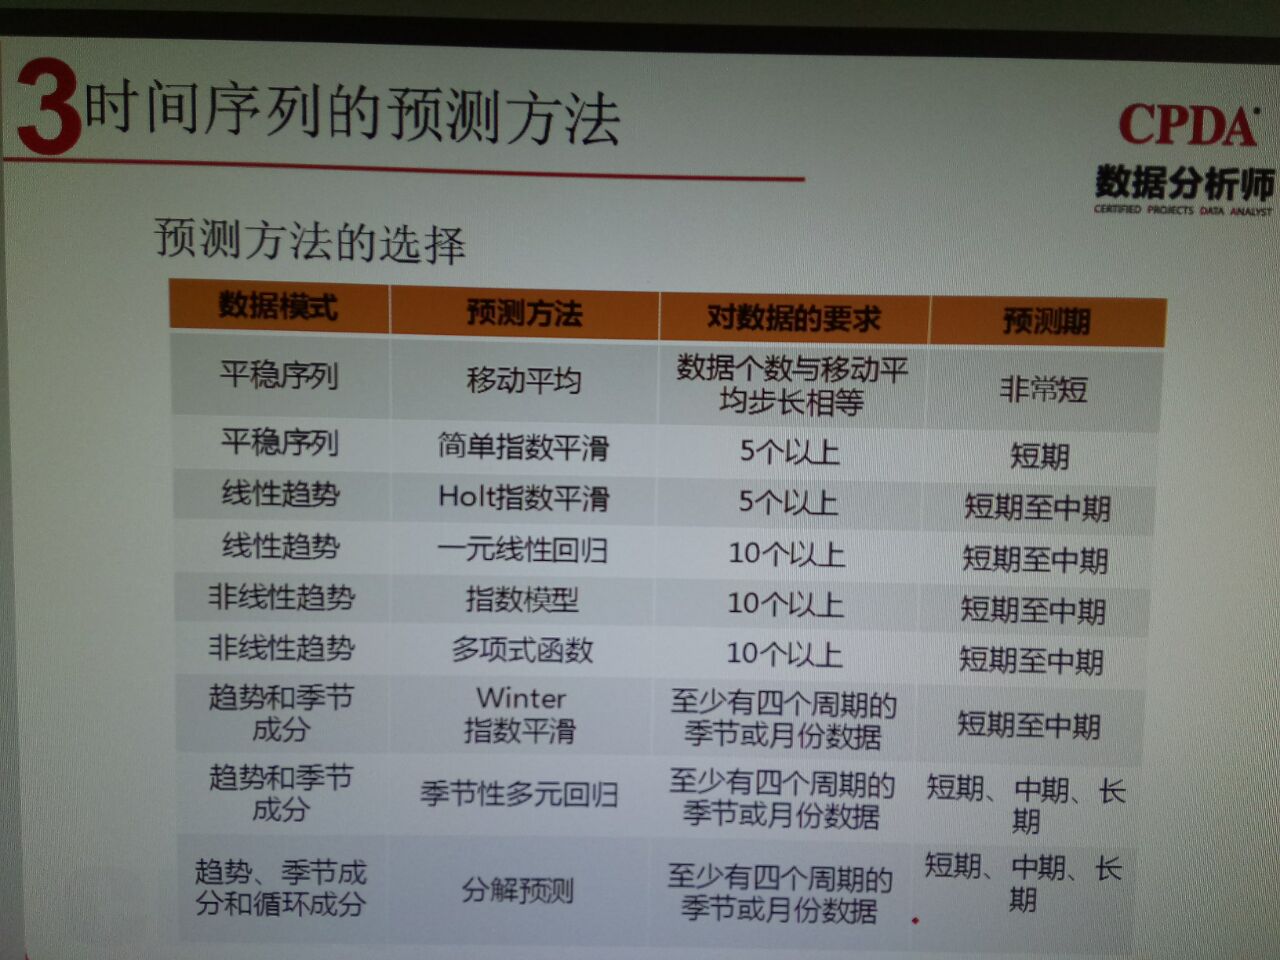 3时间序列的预测方法
CPDA
数据分析师
CERTIFIED PROJECTS DATA ANALYST
预测方法的选择
数据模式 预测方法 对数据的要求 预测期
平稳序列 移动平均 数据个数与移动平
均步长相等 非常短
平稳序列 简单指数平滑 5个以上 短期
线性趋势 Holt指数平滑 5个以上 短期至中期
线性趋势 一元线性回归 10个以上 短期至中期
非线性趋势 指数模型 10个以上 短期至中期
非线性趋势 多项式函数 10个以上 短期至中期
趋势和季节
成分 Winter
指数平滑 至少有四个周期的
季节或月份数据 短期至中期
趋势和季节
成分 季节性多元回归 至少有四个周期的
季节或月份数据 短期、中期、长
期
趋势、季节成
分和循环成分 分解预测 至少有四个周期的
季节或月份数据 短期、中期、长
期